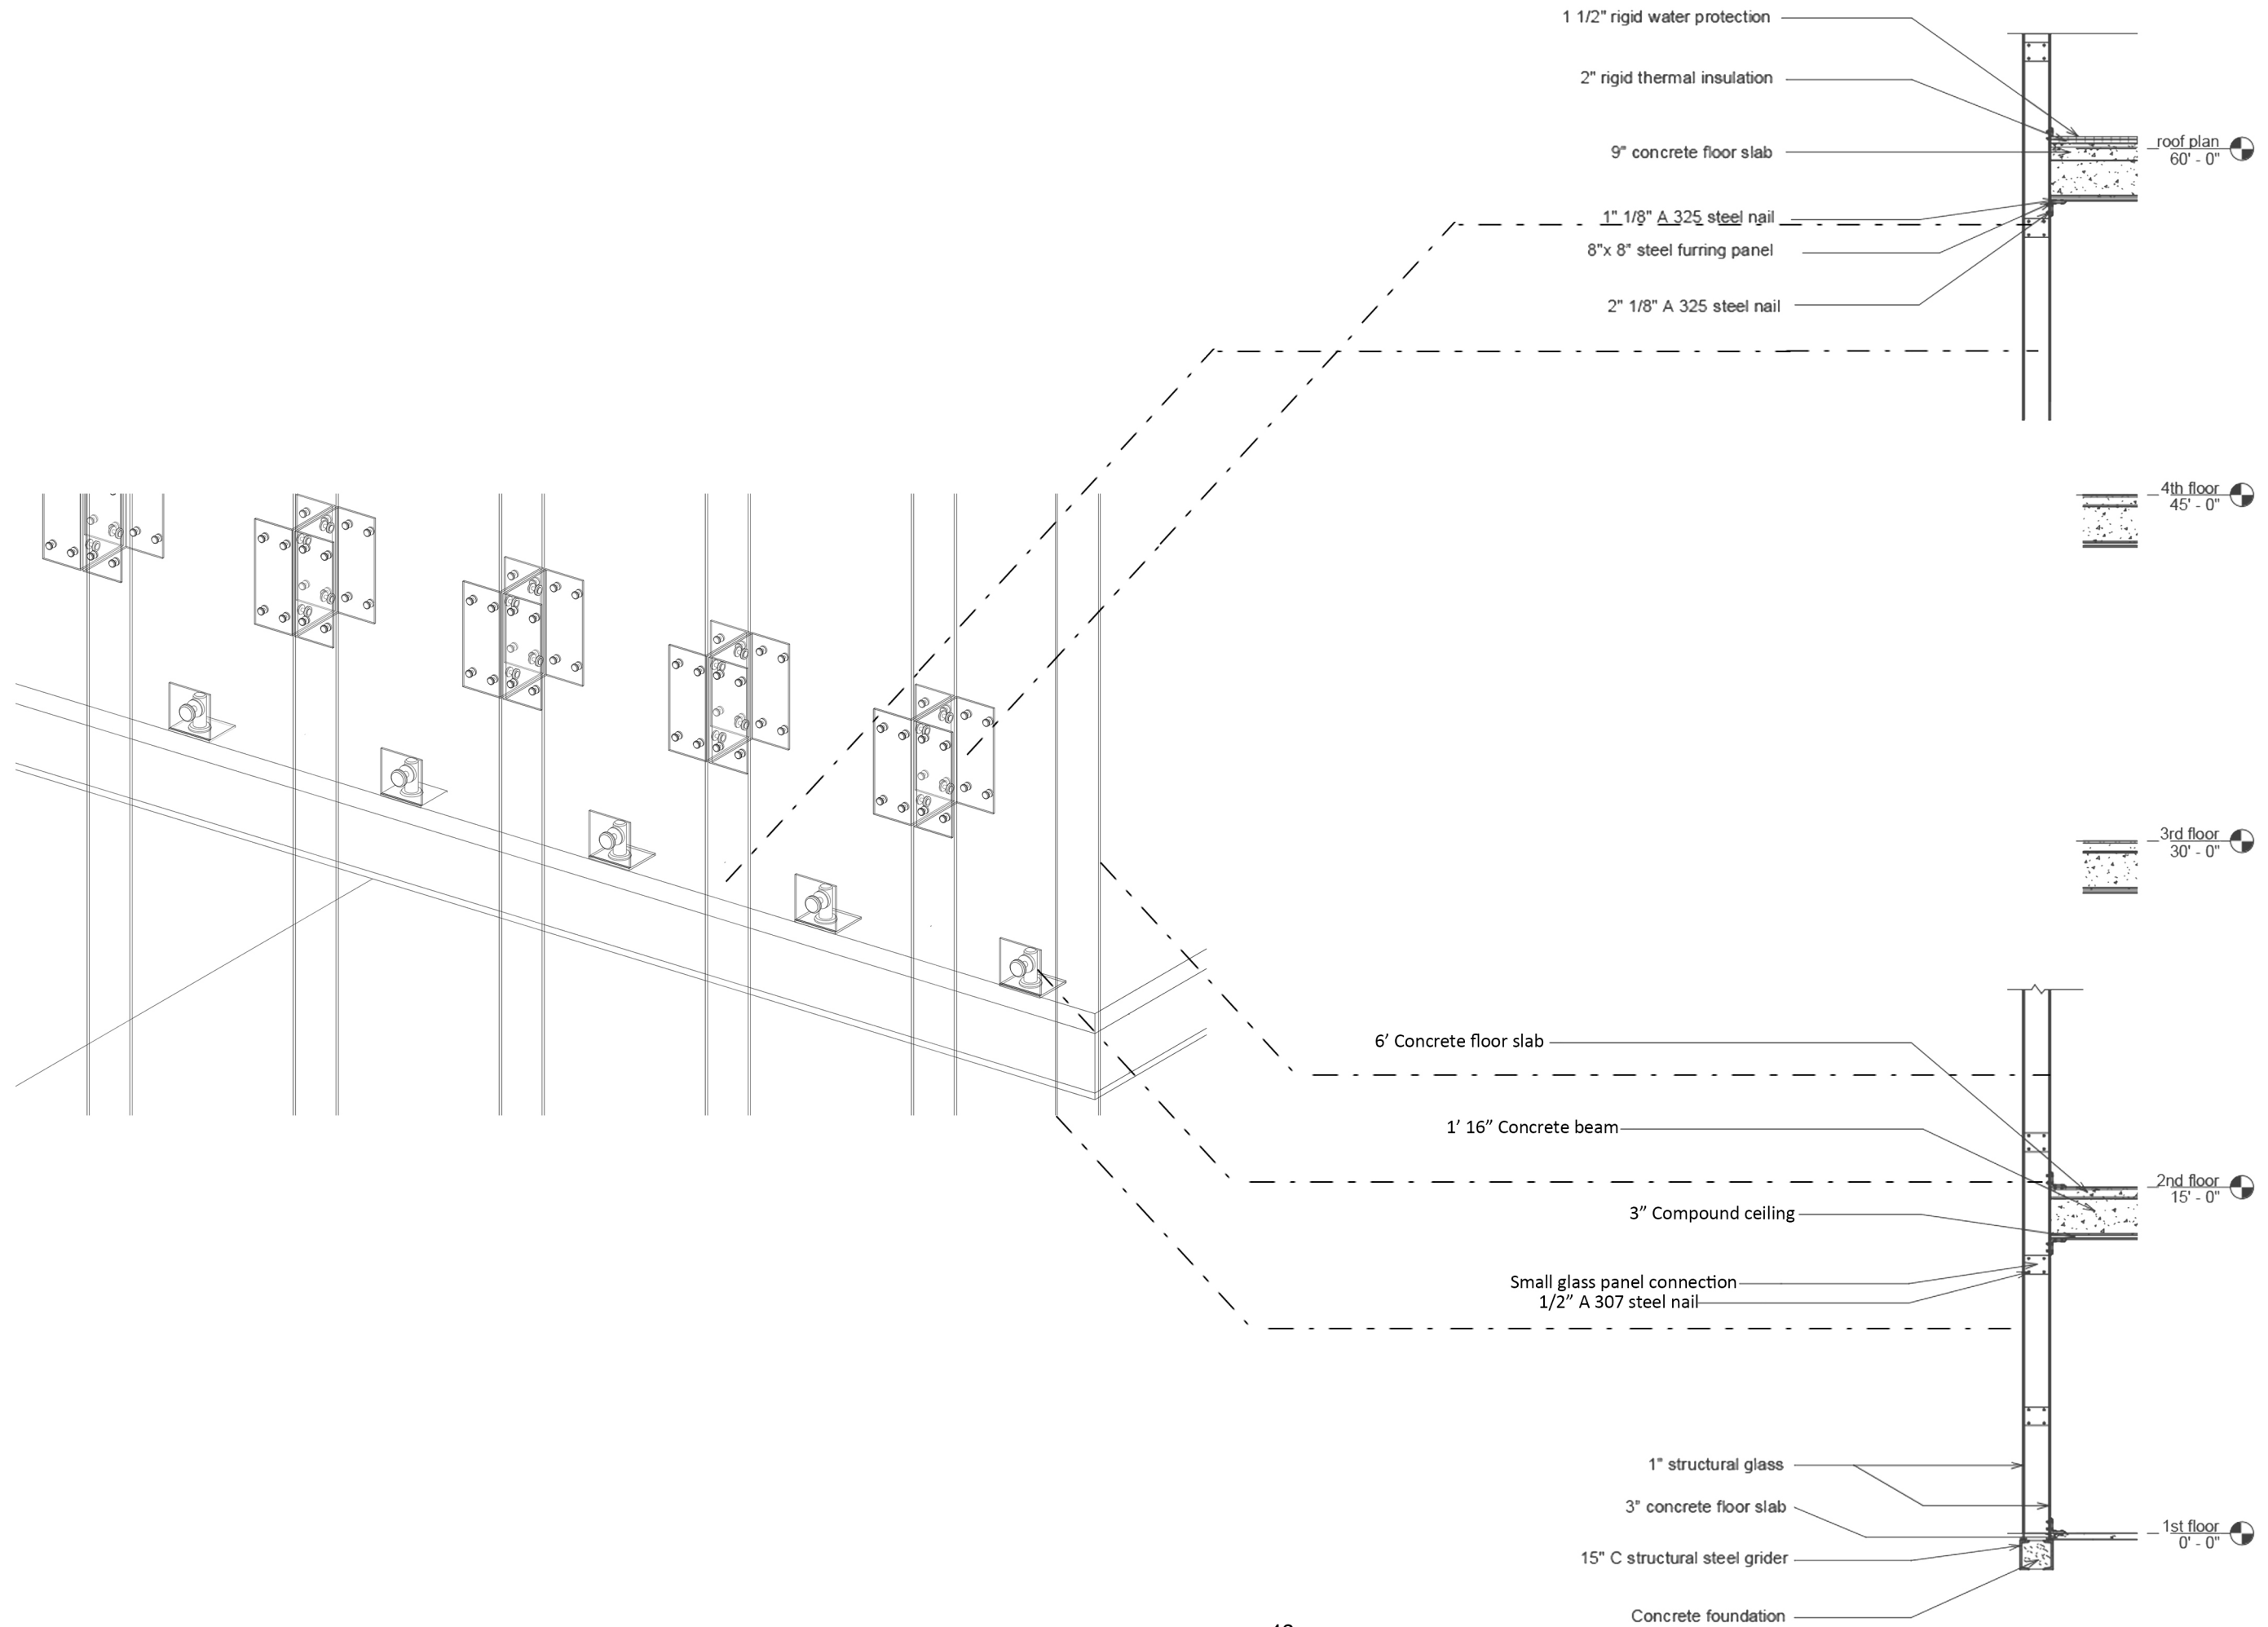 1 1/2" rigid water protection
2" rigid thermal insulation
9" concrete floor slab
roof plan
60' - 0"
1" 1/8" A 325 steel nail
8"x 8" steel furring panel
2" 1/8" A 325 steel nail
4th floor
45' - 0"
3rd floor
30' - 0"
6’ Concrete floor slab
1’ 16” Concrete beam
2nd floor
15' - 0"
3” Compound ceiling
Small glass panel connection
1/2” A 307 steel nail
1" structural glass
3" concrete floor slab
1st floor
0' - 0"
15" C structural steel grider
Concrete foundation